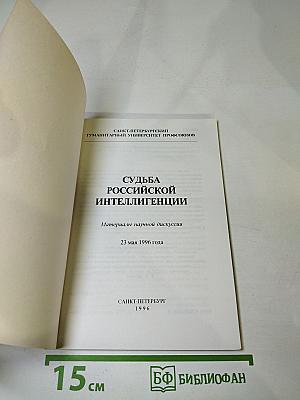 САНКТ-ПЕТЕРБУРГСКИЙ
ГУМАНИТАРНЫЙ УНИВЕРСИТЕТ ПРОФСОЮЗОВ
СУДЬБА
РОССИЙСКОЙ
ИНТЕЛЛИГЕНЦИИ
Материалы научной дискуссии
23 мая 1996 года
САНКТ-ПЕТЕРБУРГ
1996
15 см
БФ БИБЛИОФАН